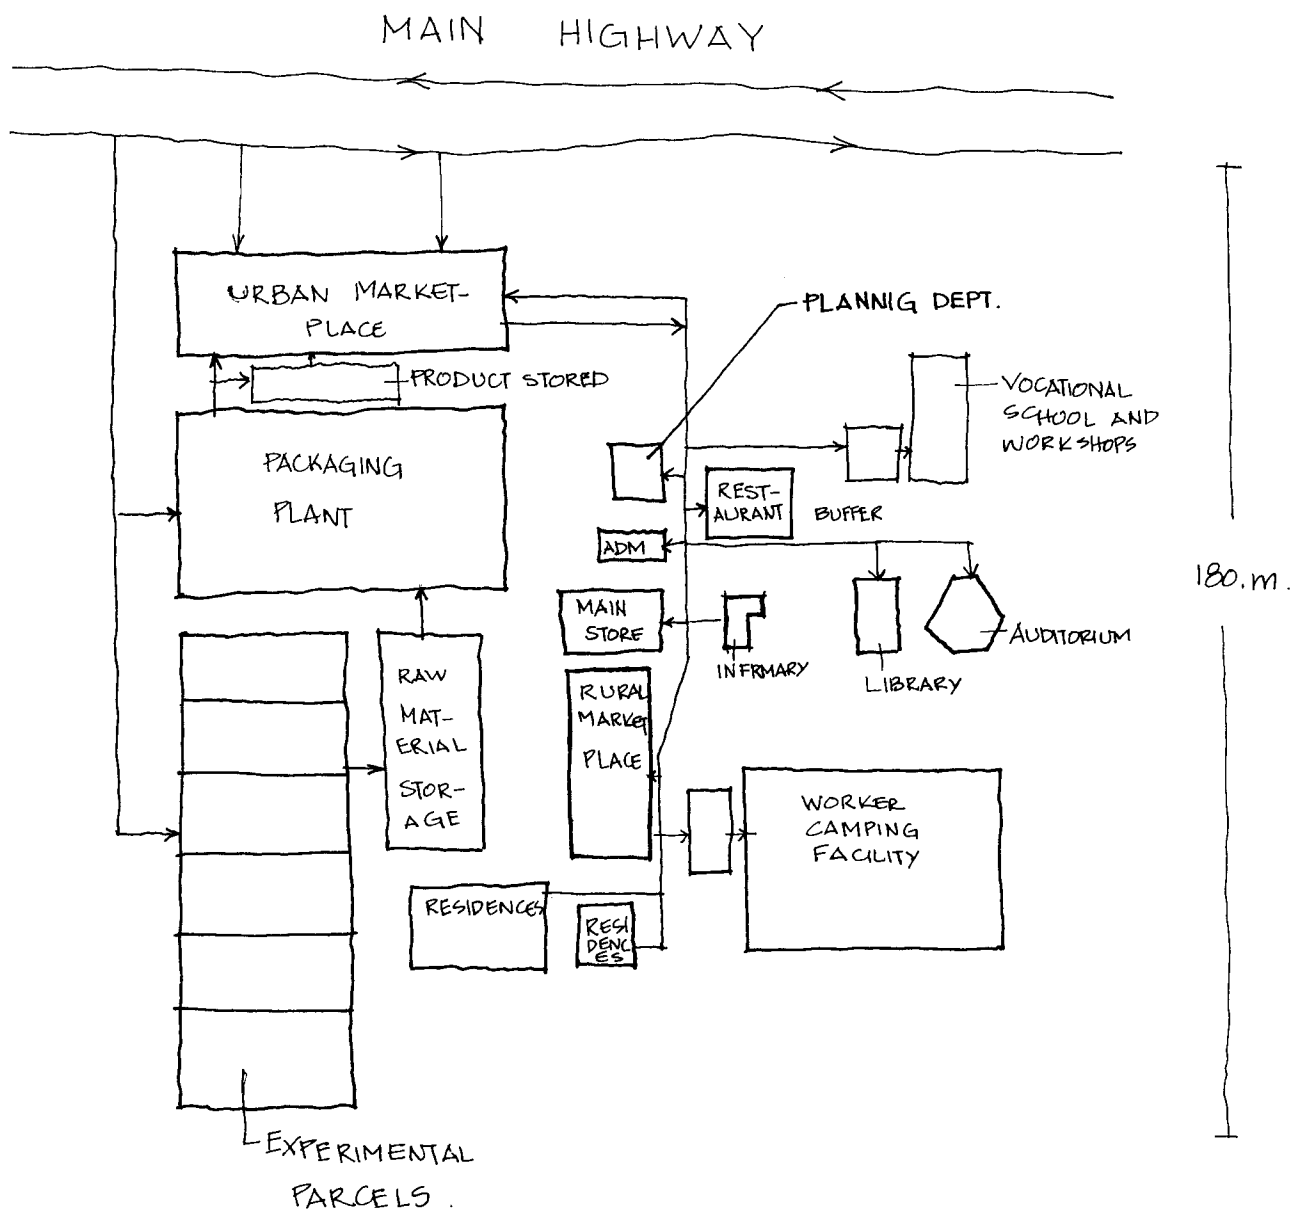 MAIN HIGHWAY
URBAN MARKET-
PLACE
PLANNIG DEPT.
PRODUCT STORED
VOCATIONAL
SCHOOL AND
WORKSHOPS
PACKAGING
PLANT
REST-
AURANT
BUFFER
ADM
180.m.
MAIN
STORE
INFRMARY
LIBRARY
AUDITORIUM
RAW
MAT-
ERIAL
STOR-
AGE
RURAL
MARKET
PLACE
WORKER
CAMPING
FACILITY
RESIDENCES
RESI
DENC
ES
EXPERIMENTAL
PARCELS.